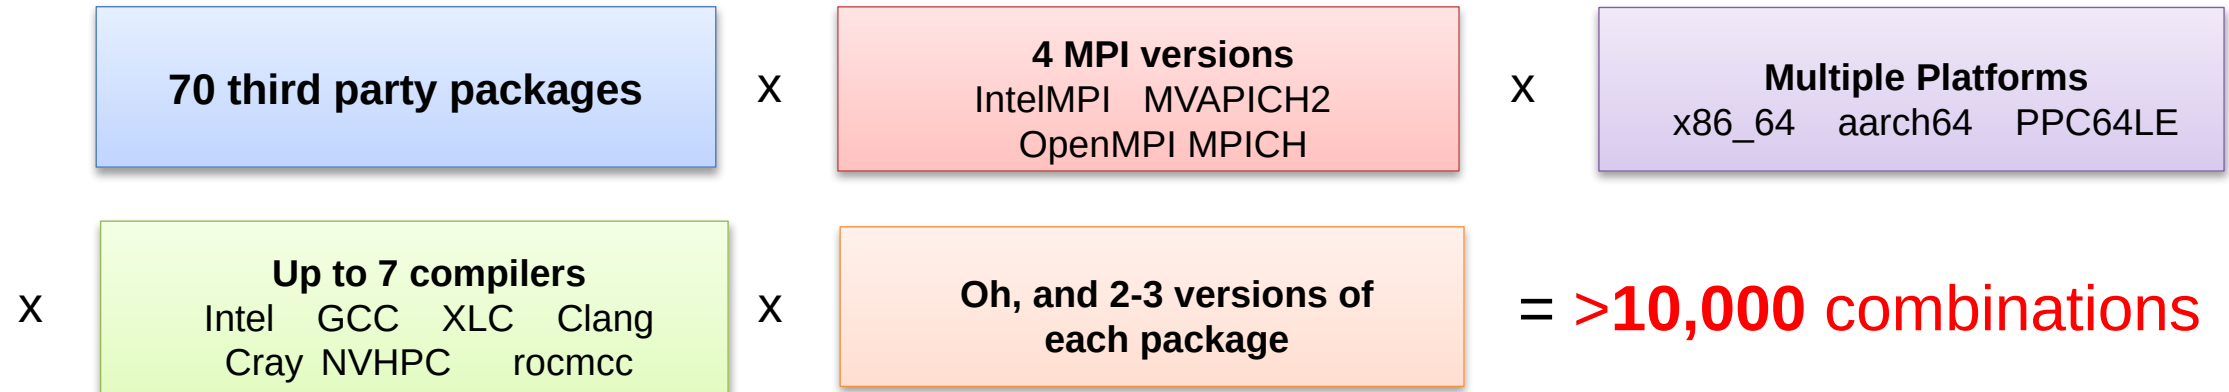 70 third party packages
x
4 MPI versions
IntelMPI MVAPICH2
OpenMPI MPICH
x
Multiple Platforms
x86_64 aarch64 PPC64LE
x
Up to 7 compilers
Intel GCC XLC Clang
Cray NVHPC rocmcc
x
Oh, and 2-3 versions of
each package
= >10,000 combinations